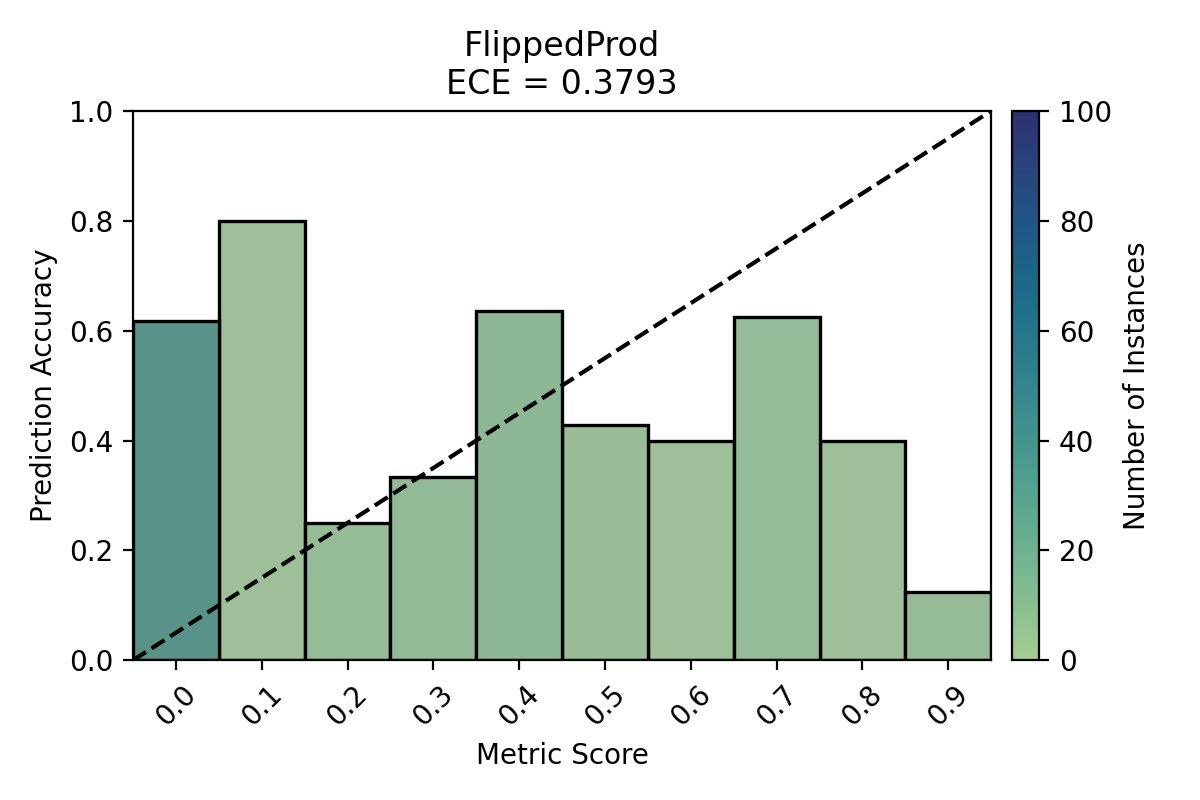 FlippedProd
ECE = 0.3793
Prediction Accuracy
1.0
0.8
0.6
0.4
0.2
0.0
0.0 0.1 0.2 0.3 0.4 0.5 0.6 0.7 0.8 0.9
Metric Score
100
80
60
40
20
0
Number of Instances